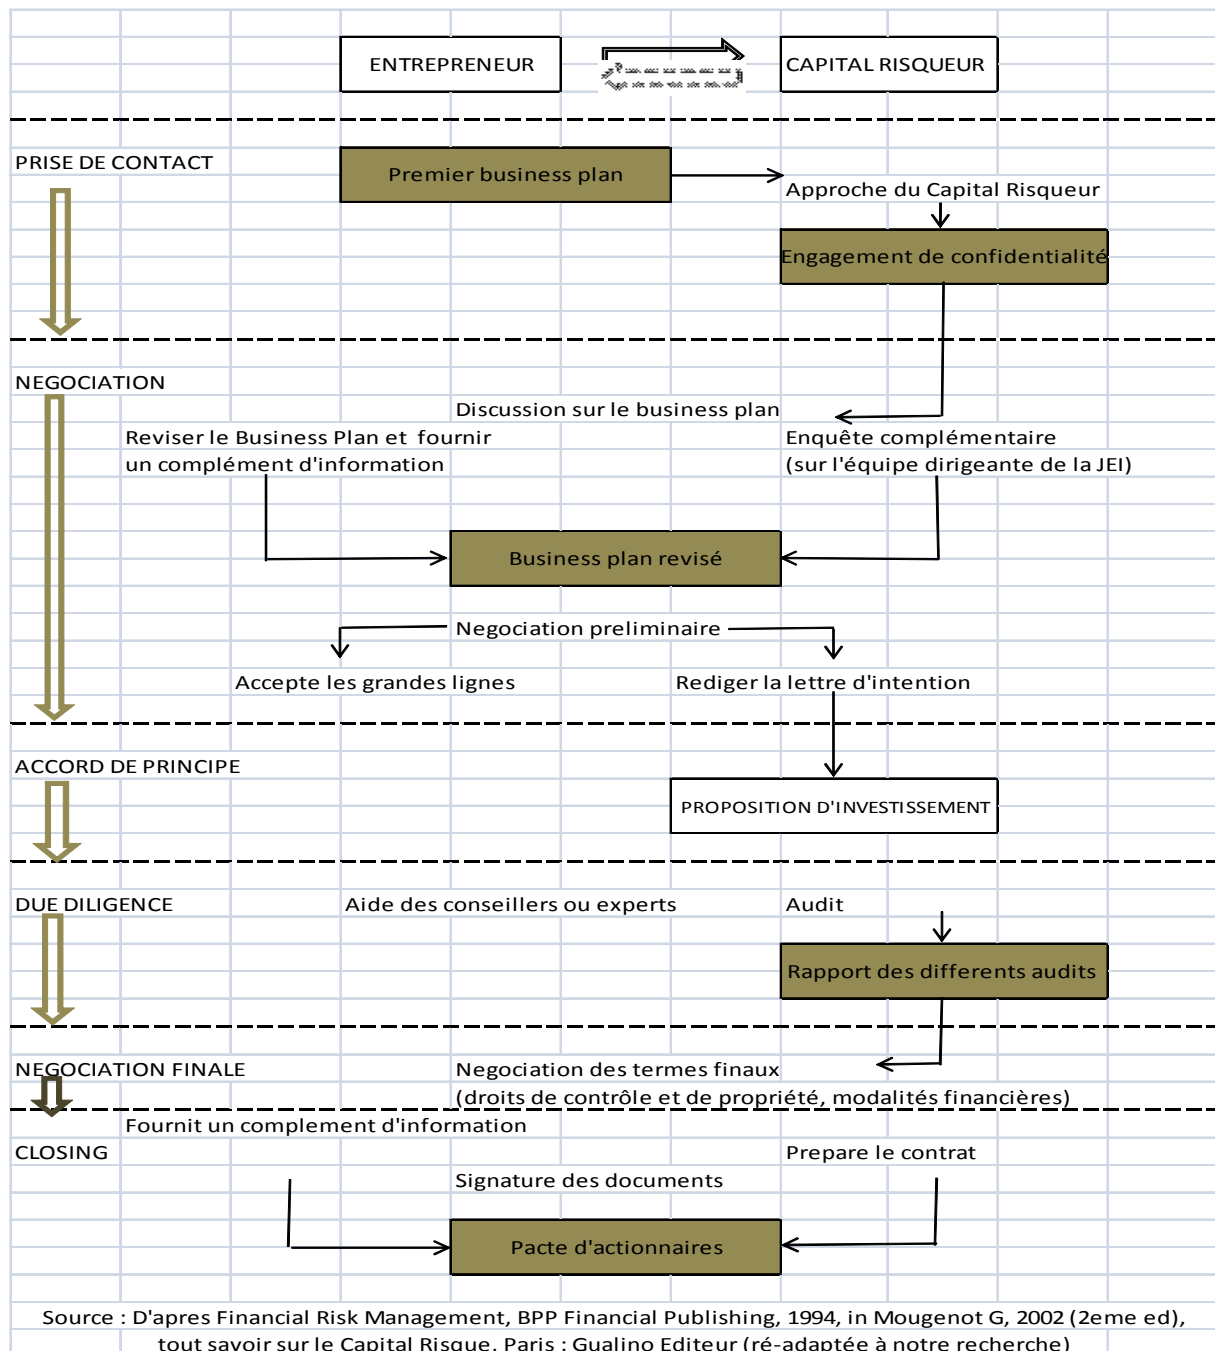 ENTREPRENEUR
CAPITAL RISQUEUR
PRISE DE CONTACT
Premier business plan
Approche du Capital Risqueur
Engagement de confidentialité
NEGOCIATION
Discussion sur le business plan
Reviser le Business Plan et fournir
un complément d'information
Enquête complémentaire
(sur l'équipe dirigeante de la JEI)
Business plan revisé
Negociation preliminaire
Accepte les grandes lignes
Rediger la lettre d'intention
ACCORD DE PRINCIPE
PROPOSITION D'INVESTISSEMENT
DUE DILIGENCE
Aide des conseillers ou experts
Audit
Rapport des differents audits
NEGOCIATION FINALE
Negociation des termes finaux
(droits de contrôle et de propriété, modalités financières)
Fournit un complement d'information
CLOSING
Prepare le contrat
Signature des documents
Pacte d'actionnaires
Source : D'apres Financial Risk Management, BPP Financial Publishing, 1994, in Mougenot G, 2002 (2eme ed),
tout savoir sur le Capital Risque, Paris : Gualino Editeur (ré-adaptée à notre recherche)